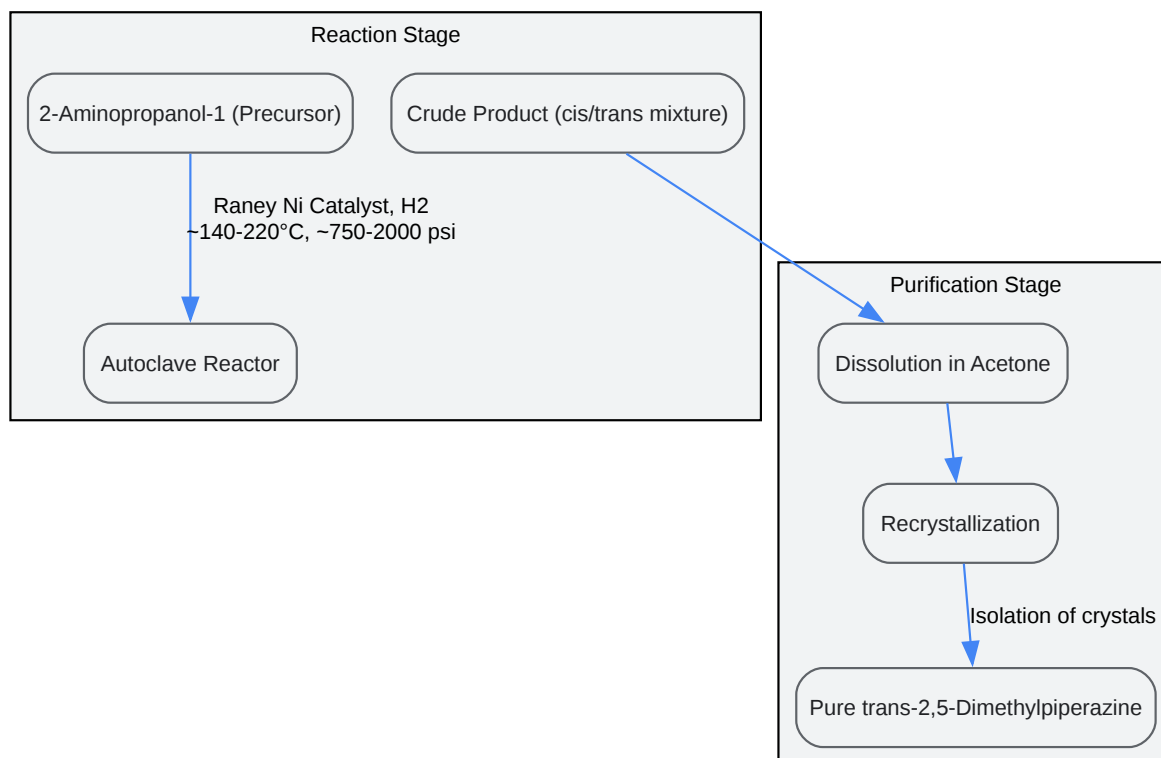 Reaction Stage
2-Aminopropanol-1 (Precursor)
Crude Product (cis/trans mixture)
Raney Ni Catalyst, H2
~140-220°C, ~750-2000 psi
Autoclave Reactor
Purification Stage
Dissolution in Acetone
Recrystallization
Isolation of crystals
Pure trans-2,5-Dimethylpiperazine